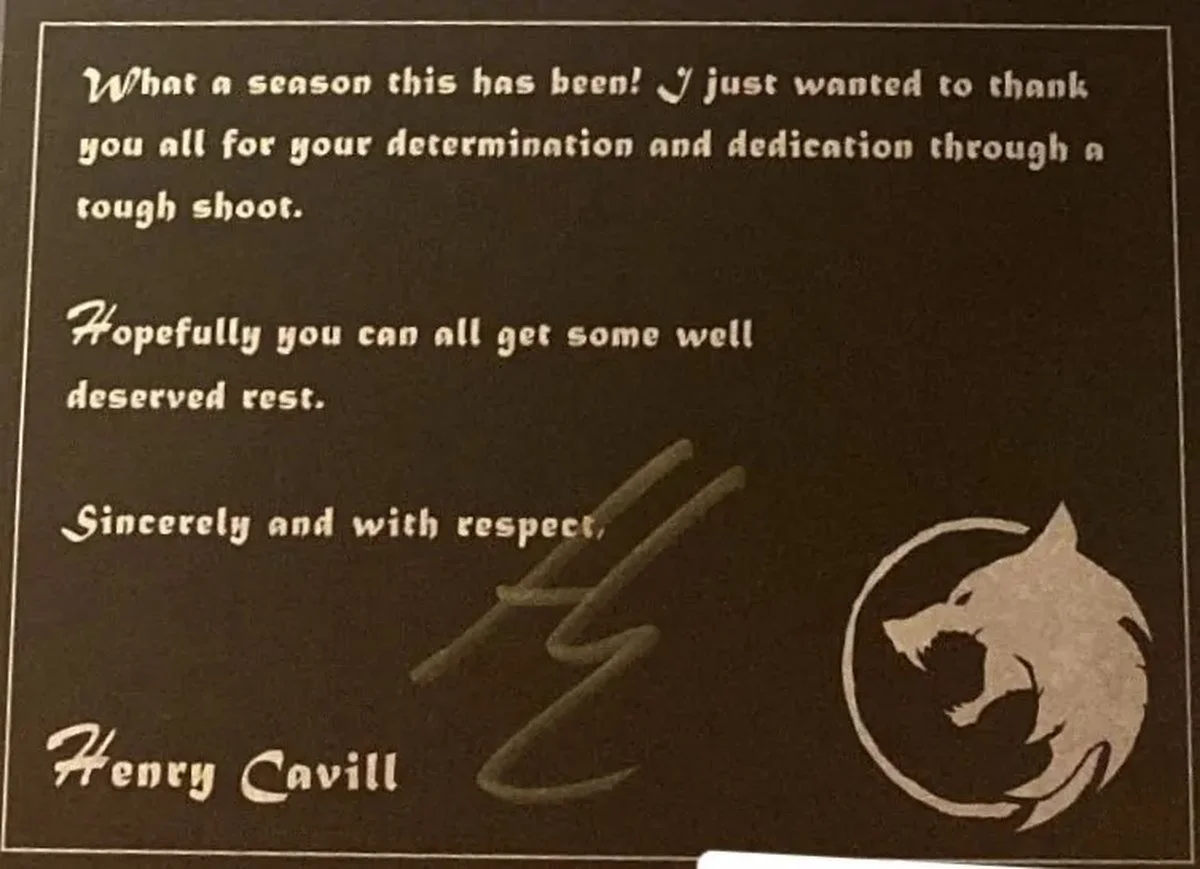 What a season this has been! I just wanted to thank
you all for your determination and dedication through a
tough shoot.
Hopefully you can all get some well
deserved rest.
Sincerely and with respect,
Henry Cavill